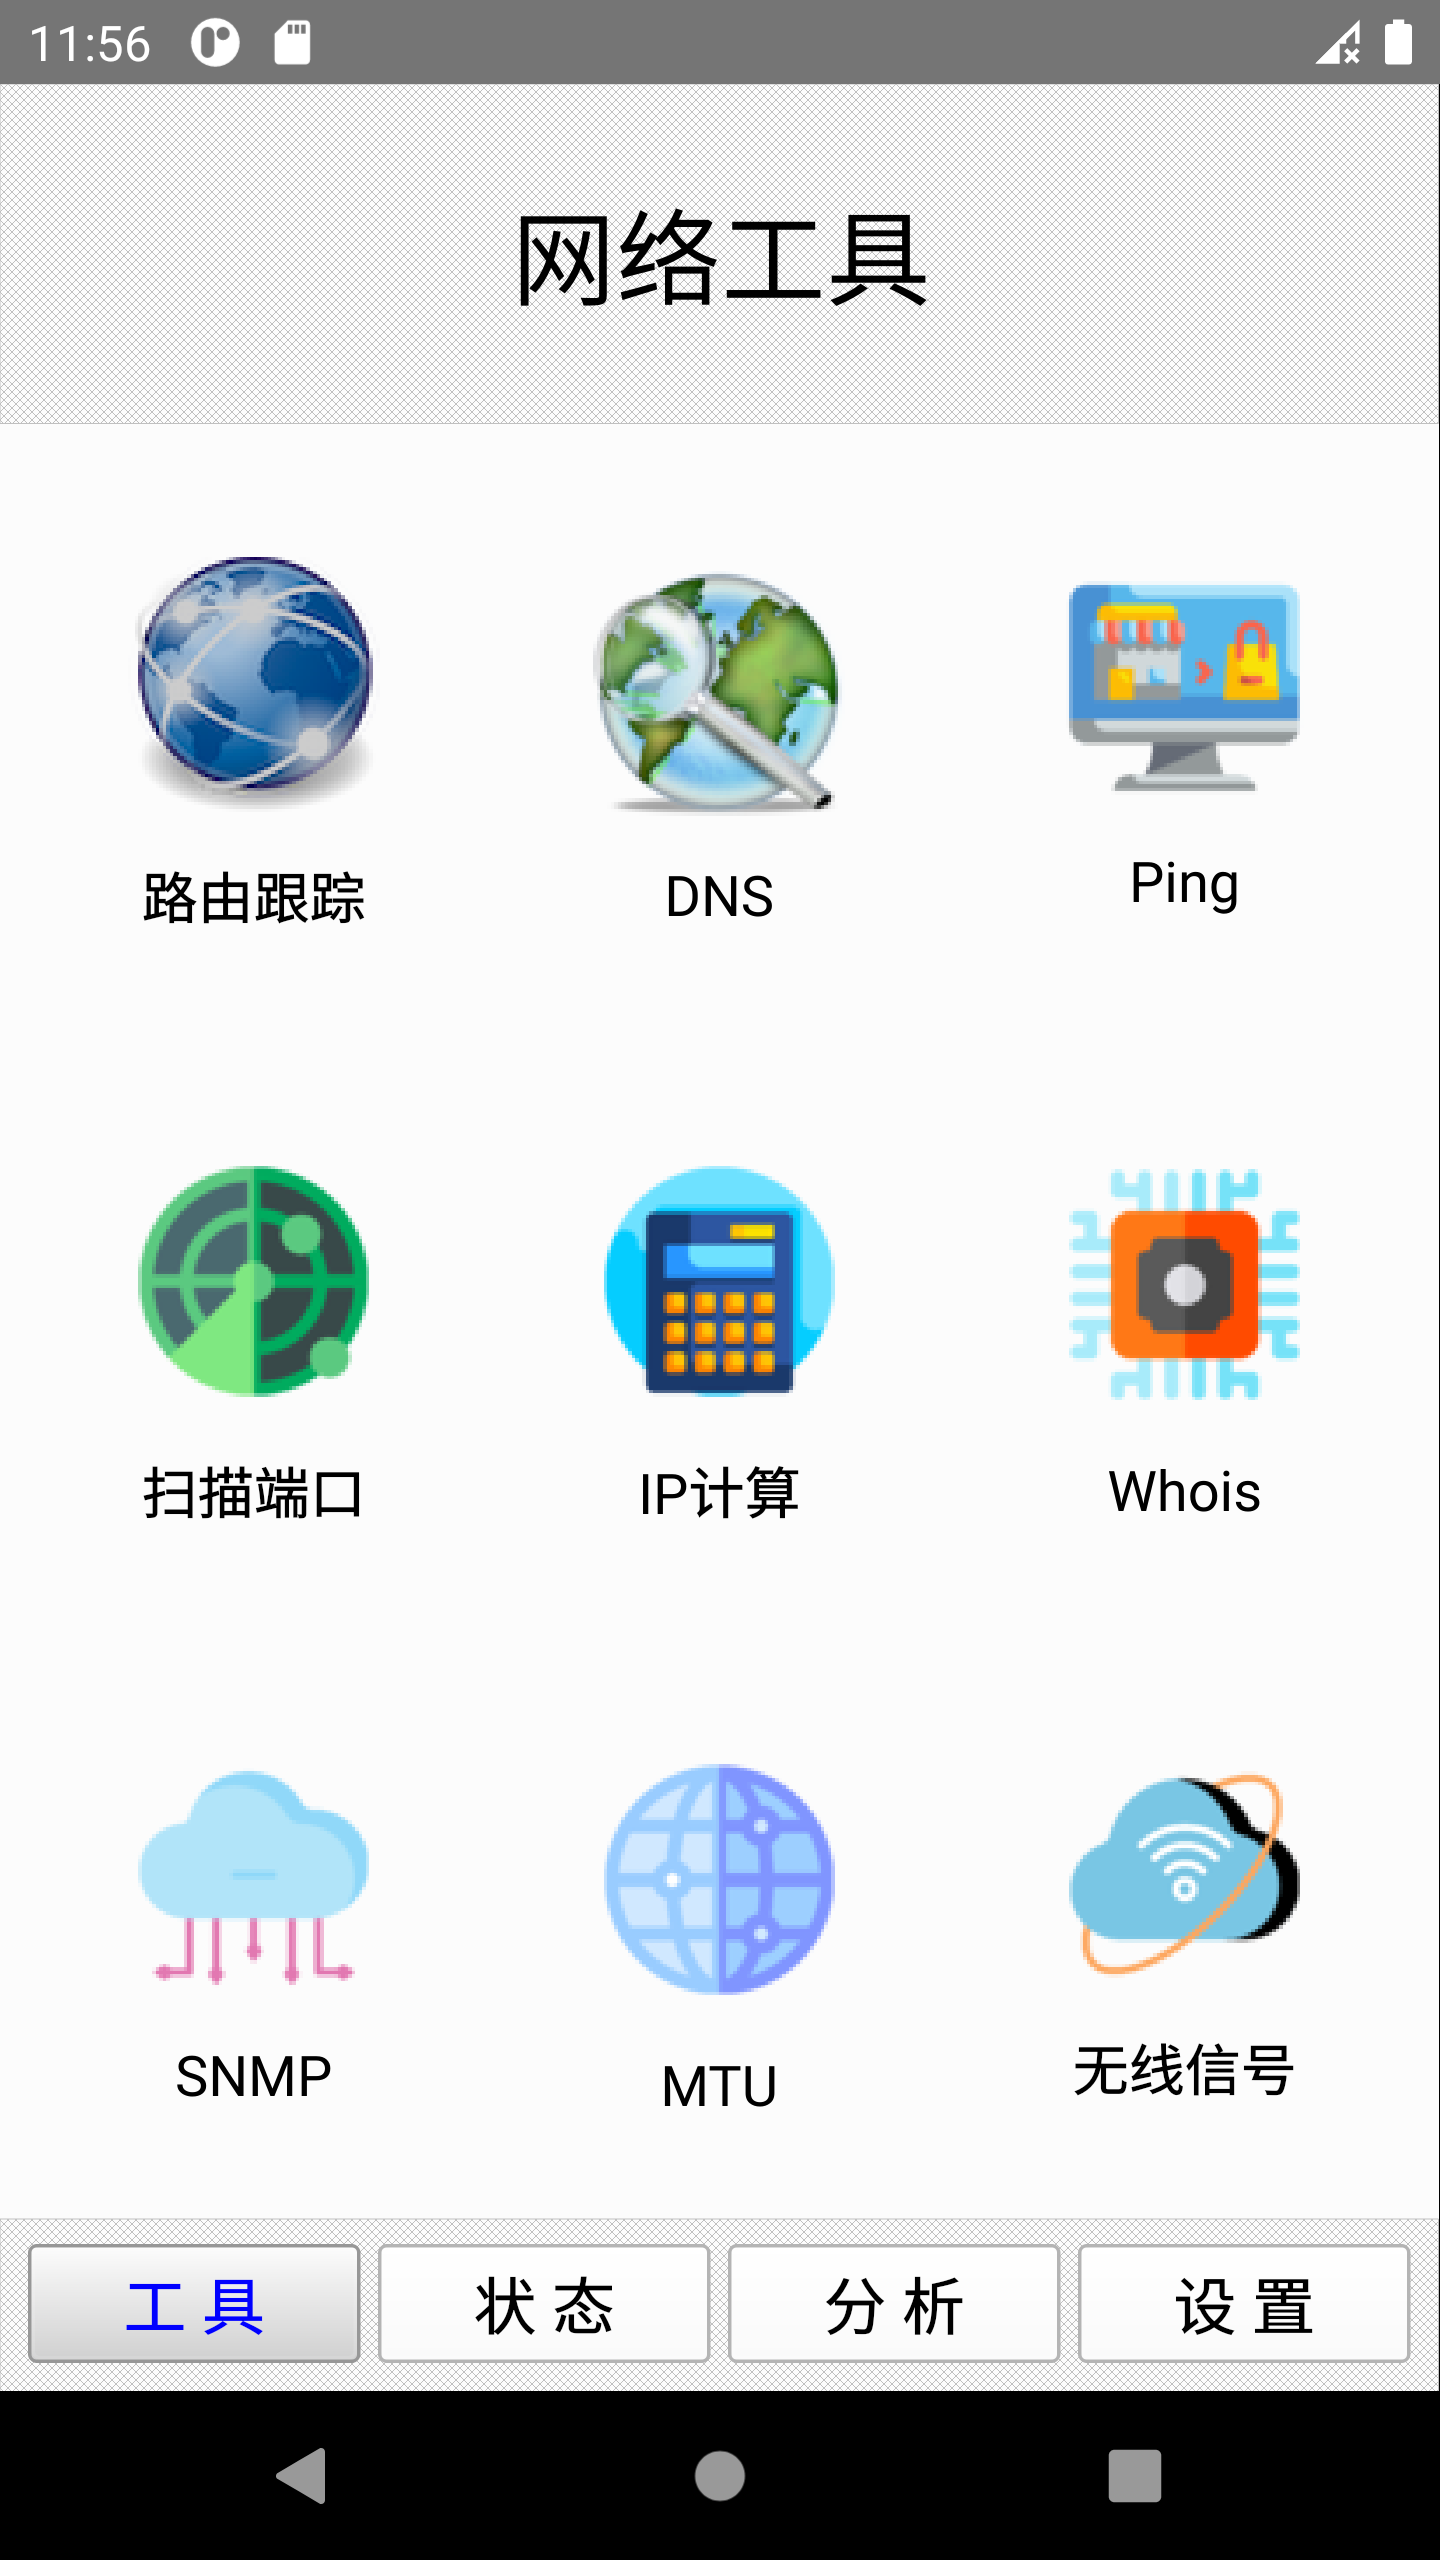 11:56
网络工具
路由跟踪
DNS
Ping
扫描端口
IP计算
Whois
SNMP
MTU
无线信号
工 具
状 态
分 析
设 置